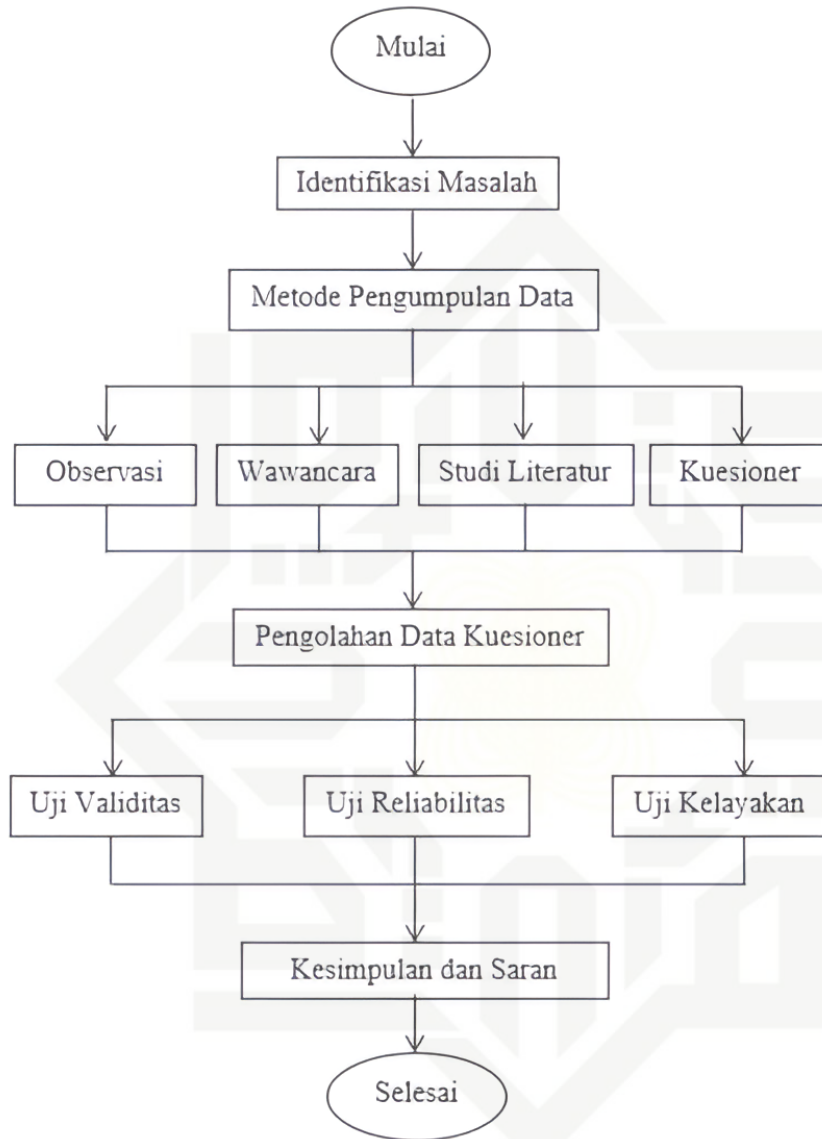 Mulai
Identifikasi Masalah
Metode Pengumpulan Data
Observasi
Wawancara
Studi Literatur
Kuesioner
Pengolahan Data Kuesioner
Uji Validitas
Uji Reliabilitas
Uji Kelayakan
Kesimpulan dan Saran
Selesai